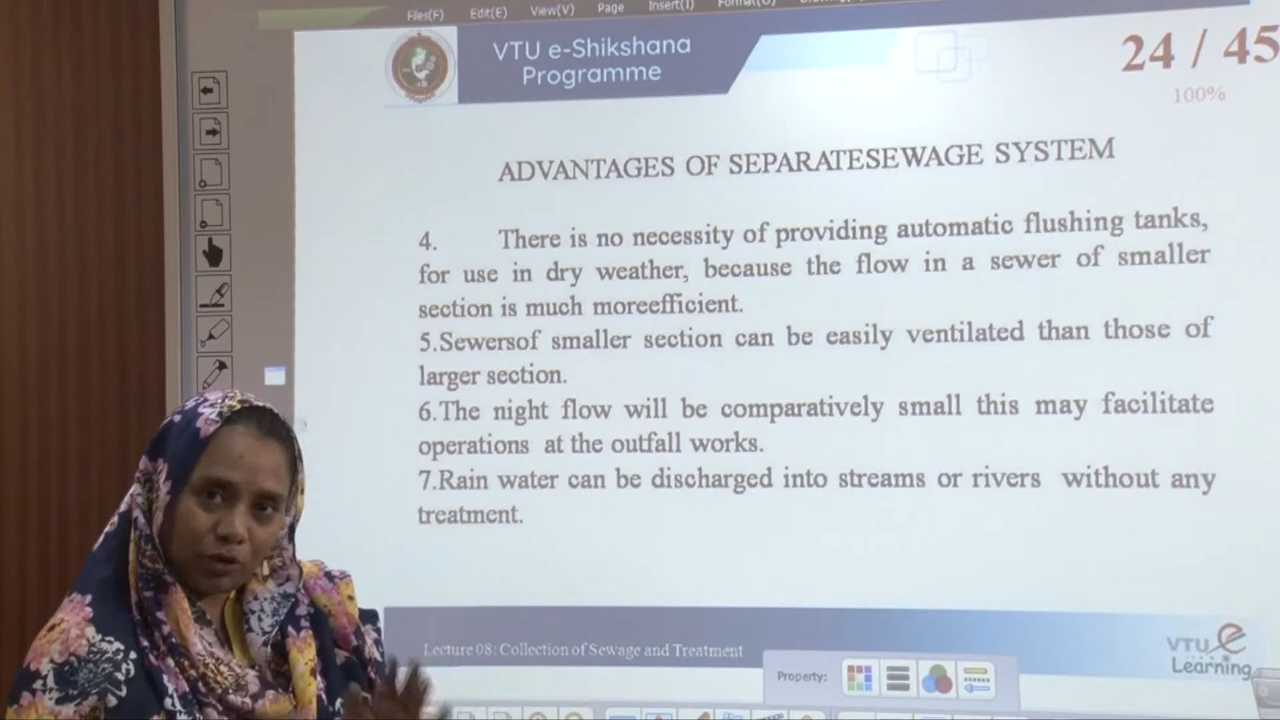 Files(F) Edit(E) View(V) Page Insert(I)
VTU e-Shikshana
Programme
24 / 45
100%
ADVANTAGES OF SEPARATESEWAGE SYSTEM
4. There is no necessity of providing automatic flushing tanks,
for use in dry weather, because the flow in a sewer of smaller
section is much moreefficient.
5.Sewersof smaller section can be easily ventilated than those of
larger section.
6.The night flow will be comparatively small this may facilitate
operations at the outfall works.
7.Rain water can be discharged into streams or rivers without any
treatment.
Lecture 08: Collection of Sewage and Treatment
VTU e
Learning
Property: